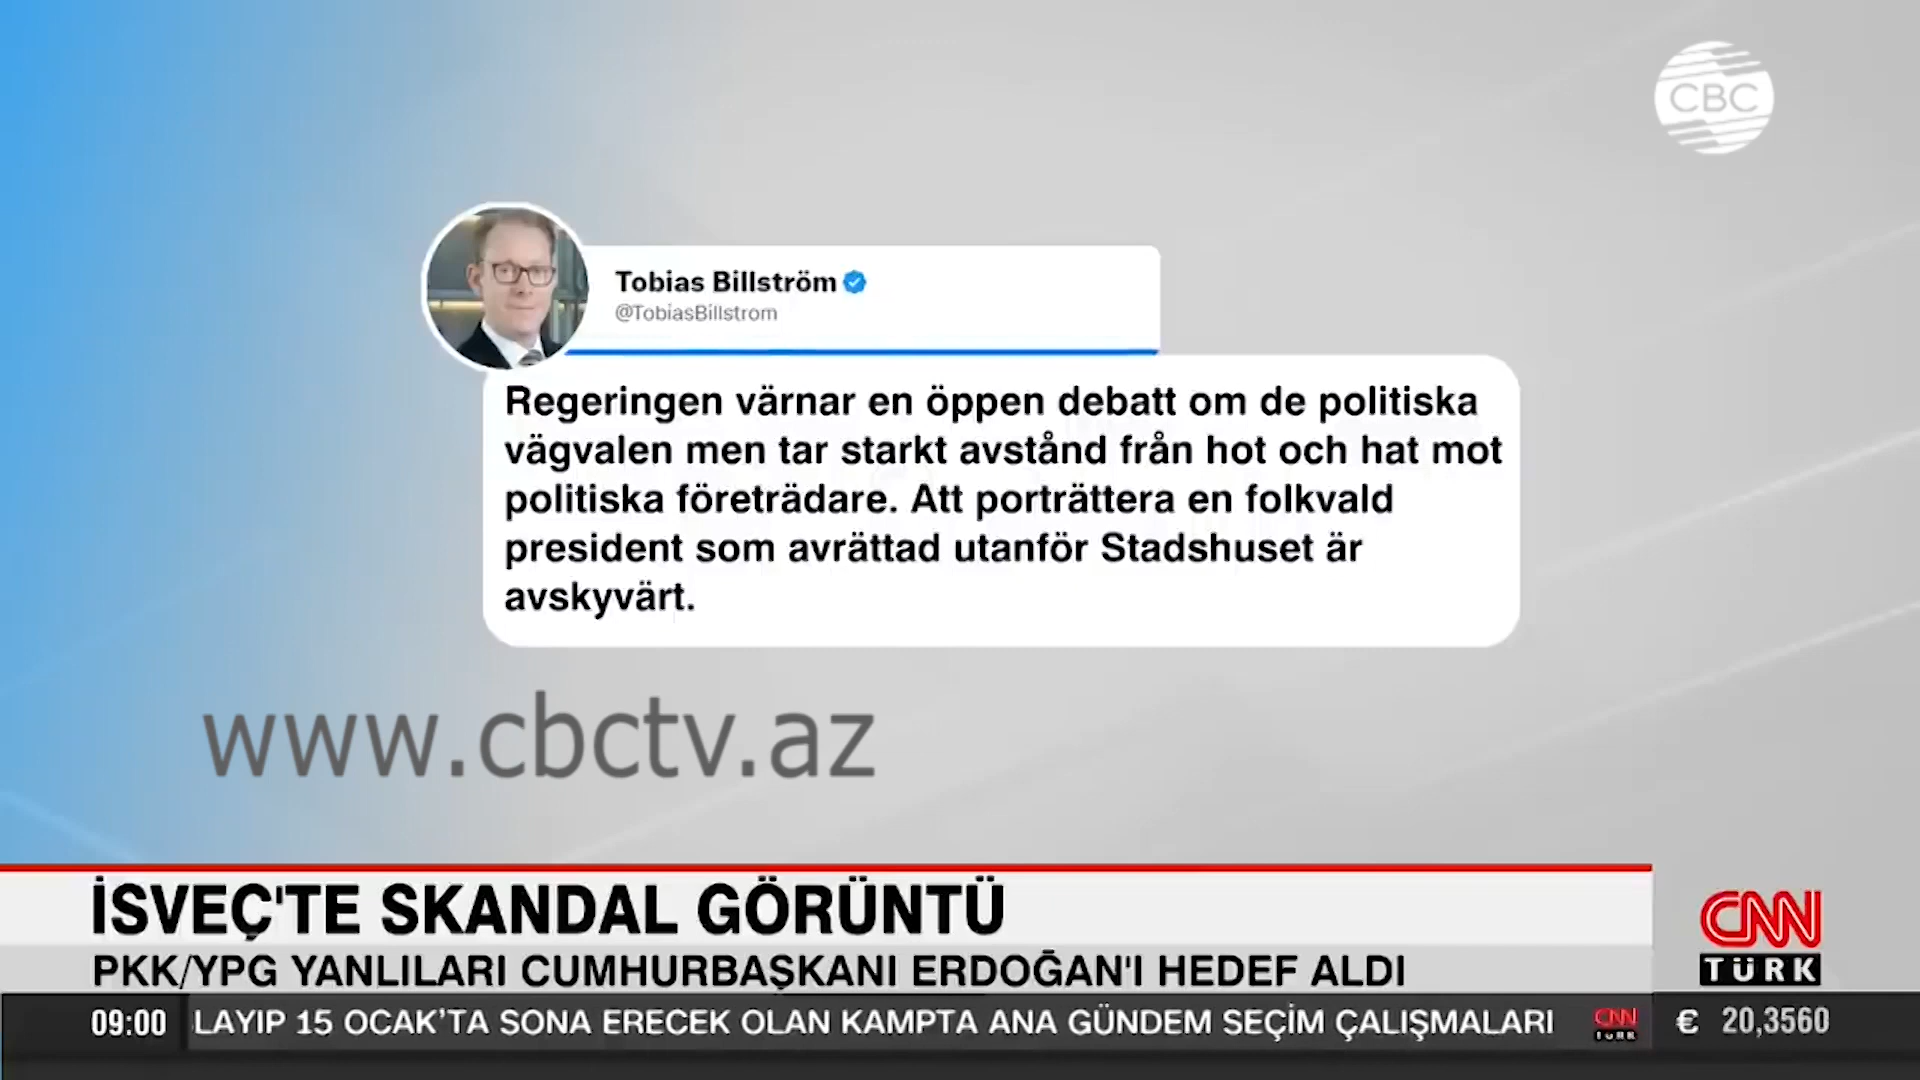 CBC
Tobias Billström
@TobiasBillstrom
Regeringen värnar en öppen debatt om de politiska
vägvalen men tar starkt avstånd från hot och hat mot
politiska företrädare. Att porträttera en folkvald
president som avrättad utanför Stadshuset är
avskyvärt.
www.cbctv.az
İSVEÇ'TE SKANDAL GÖRÜNTÜ
PKK/YPG YANLILARI CUMHURBAŞKANI ERDOĞAN'I HEDEF ALDI
CNN
TÜRK
09:00 LAYIP 15 OCAK'TA SONA ERECEK OLAN KAMPTA ANA GÜNDEM SEÇİM ÇALIŞMALARI CNN TÜRK € 20,3560